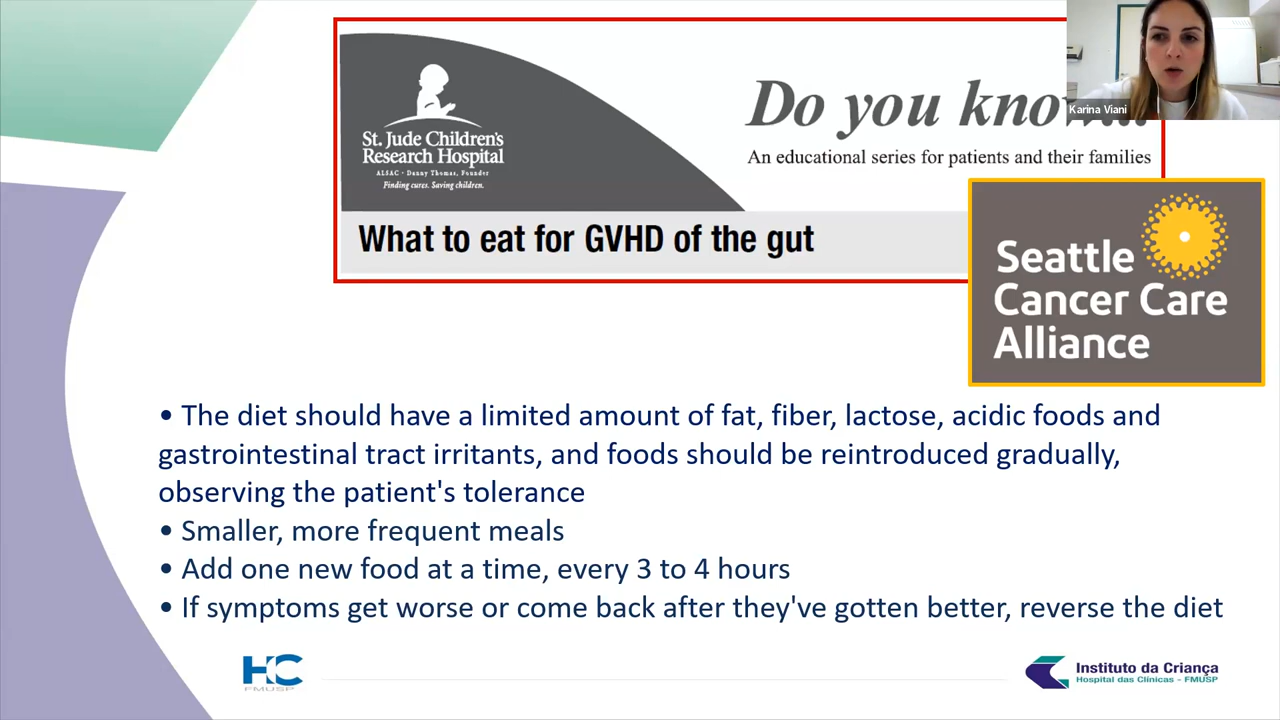 St. Jude Children's
Research Hospital
ALSAC • Danny Thomas, Founder
Finding cures. Saving children.
Do you
An educational series for patients and their families
What to eat for GVHD of the gut
Karina Viani
Seattle
Cancer Care
Alliance
• The diet should have a limited amount of fat, fiber, lactose, acidic foods and
gastrointestinal tract irritants, and foods should be reintroduced gradually,
observing the patient's tolerance
• Smaller, more frequent meals
• Add one new food at a time, every 3 to 4 hours
• If symptoms get worse or come back after they've gotten better, reverse the diet
HC
FMUSP
Instituto da Criança
Hospital das Clínicas - FMUSP